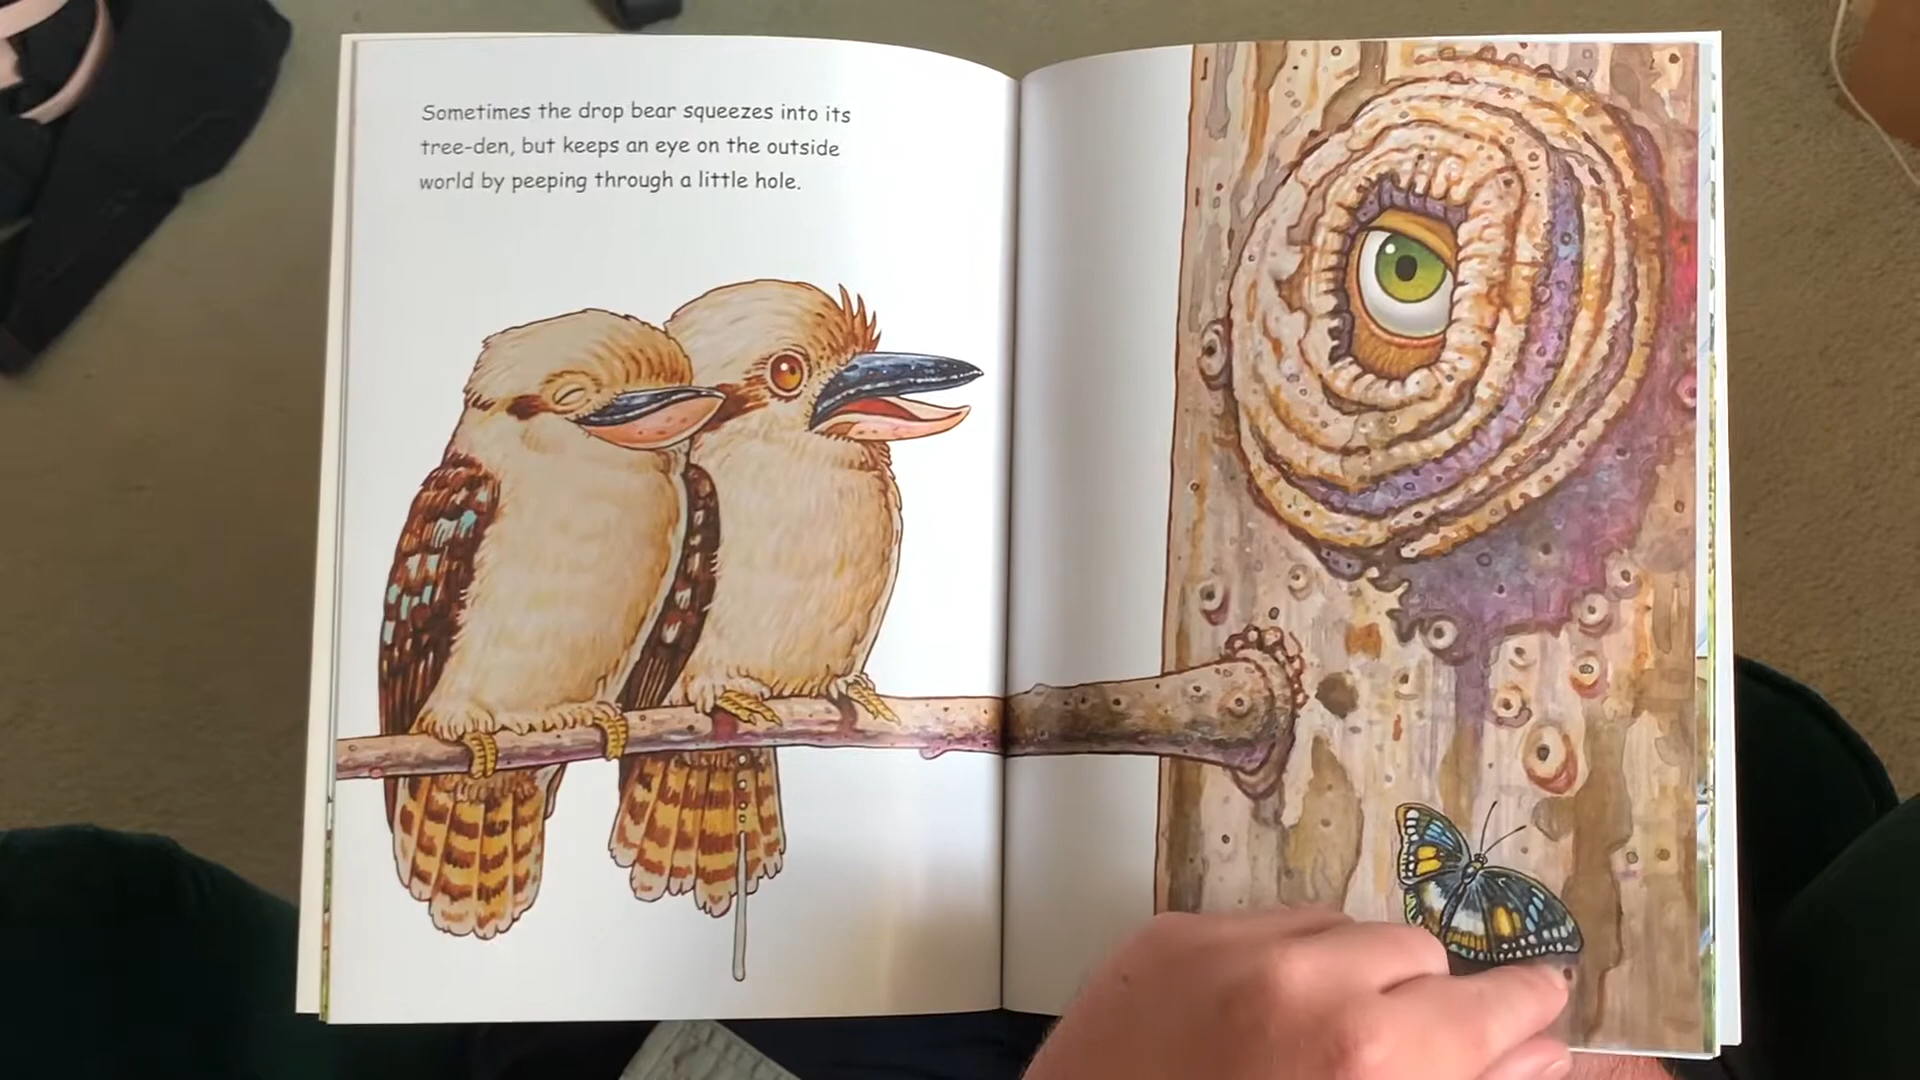 Sometimes the drop bear squeezes into its
tree-den, but keeps an eye on the outside
world by peeping through a little hole.